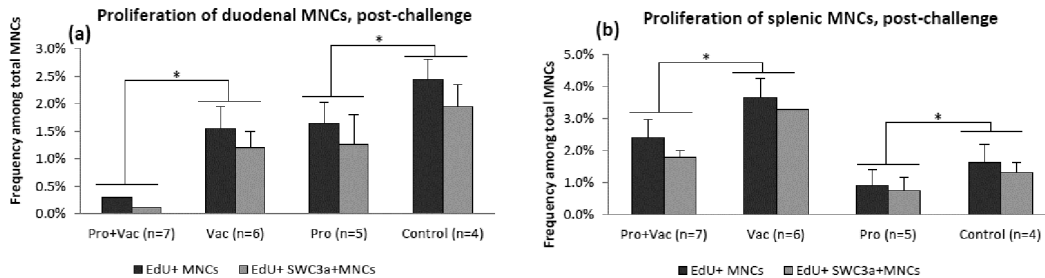 Proliferation of duodenal MNCs, post-challenge
(a)
*
*
Frequency among total MNCs
3.0%
2.5%
2.0%
1.5%
1.0%
0.5%
0.0%
Pro+Vac (n=7) Vac (n=6) Pro (n=5) Control (n=4)
EdU+ MNCs EdU+ SWC3a+MNCs
Proliferation of splenic MNCs, post-challenge
(b)
*
*
Frequency among total MNCs
5.0%
4.0%
3.0%
2.0%
1.0%
0.0%
Pro+Vac (n=7) Vac (n=6) Pro (n=5) Control (n=4)
EdU+ MNCs EdU+ SWC3a+MNCs